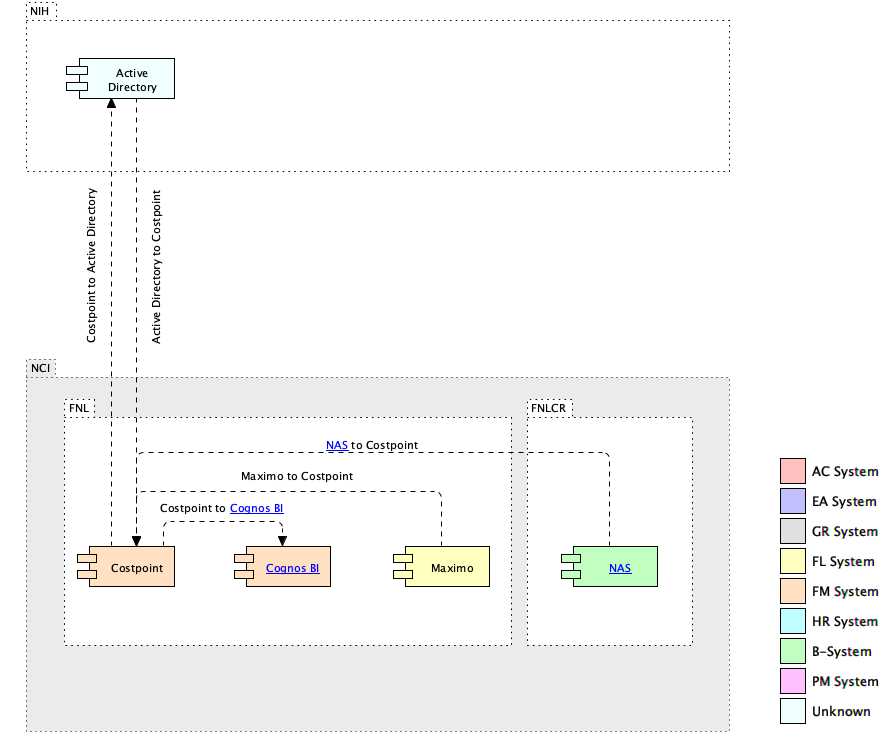 NIH
Active
Directory
Costpoint to Active Directory
Active Directory to Costpoint
NCI
FNL
FNLCR
NAS to Costpoint
Maximo to Costpoint
Costpoint to Cognos BI
Costpoint
Cognos BI
Maximo
NAS
AC System
EA System
GR System
FL System
FM System
HR System
B-System
PM System
Unknown